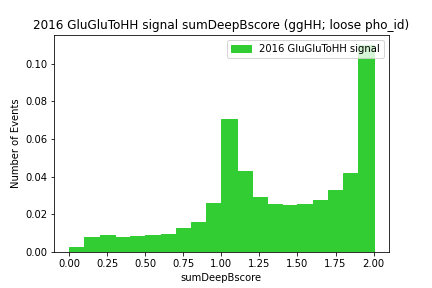 2016 GluGluToHH signal sumDeepBscore (ggHH; loose pho_id)
2016 GluGluToHH signal
Number of Events
0.10
0.08
0.06
0.04
0.02
0.00
0.00 0.25 0.50 0.75 1.00 1.25 1.50 1.75 2.00
sumDeepBscore